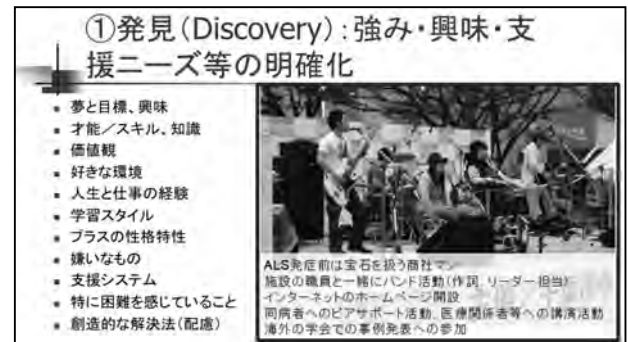 ①発見(Discovery):強み・興味・支
援ニーズ等の明確化
▪ 夢と目標、興味
▪ 才能/スキル、知識
▪ 価値観
▪ 好きな環境
▪ 人生と仕事の経験
▪ 学習スタイル
▪ プラスの性格特性
▪ 嫌いなもの
▪ 支援システム
▪ 特に困難を感じていること
▪ 創造的な解決法(配慮)
ALS発症前は宝石を扱う商社マン
施設の職員と一緒にバンド活動(作詞、リーダー担当)
インターネットのホームページ開設
同病者へのピアサポート活動、医療関係者等への講演活動
海外の学会での事例発表への参加